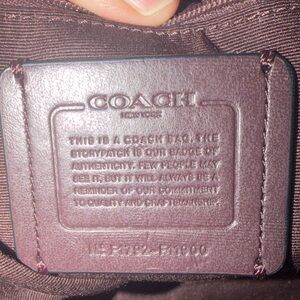 COACH
NEW YORK
THIS IS A COACH BAG. THE
STORYPATCH IS OUR BADGE OF
AUTHENTICITY. FEW PEOPLE MAY
SEE IT, BUT IT WILL ALWAYS BE A
REMINDER OF OUR COMMITMENT
TO QUALITY AND CRAFTSMANSHIP.